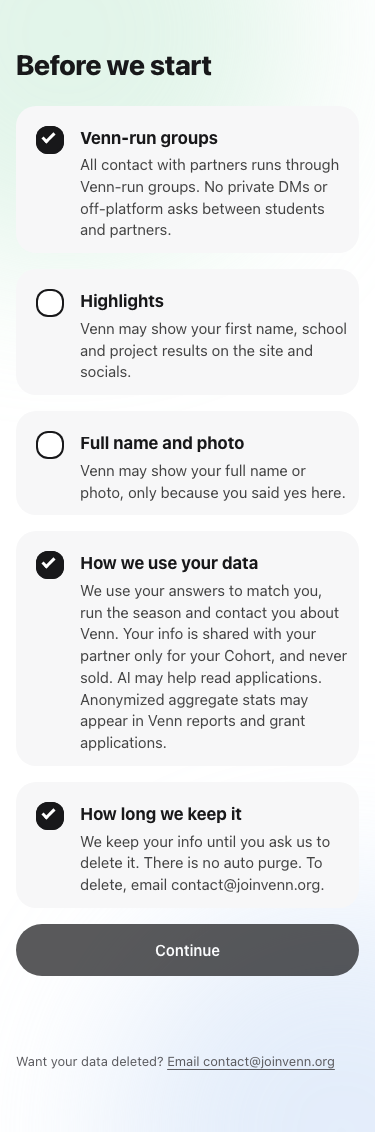 Before we start
Venn-run groups
All contact with partners runs through
Venn-run groups. No private DMs or
off-platform asks between students
and partners.
Highlights
Venn may show your first name, school
and project results on the site and
socials.
Full name and photo
Venn may show your full name or
photo, only because you said yes here.
How we use your data
We use your answers to match you,
run the season and contact you about
Venn. Your info is shared with your
partner only for your Cohort, and never
sold. AI may help read applications.
Anonymized aggregate stats may
appear in Venn reports and grant
applications.
How long we keep it
We keep your info until you ask us to
delete it. There is no auto purge. To
delete, email contact@joinvenn.org.
Continue
Want your data deleted? Email contact@joinvenn.org